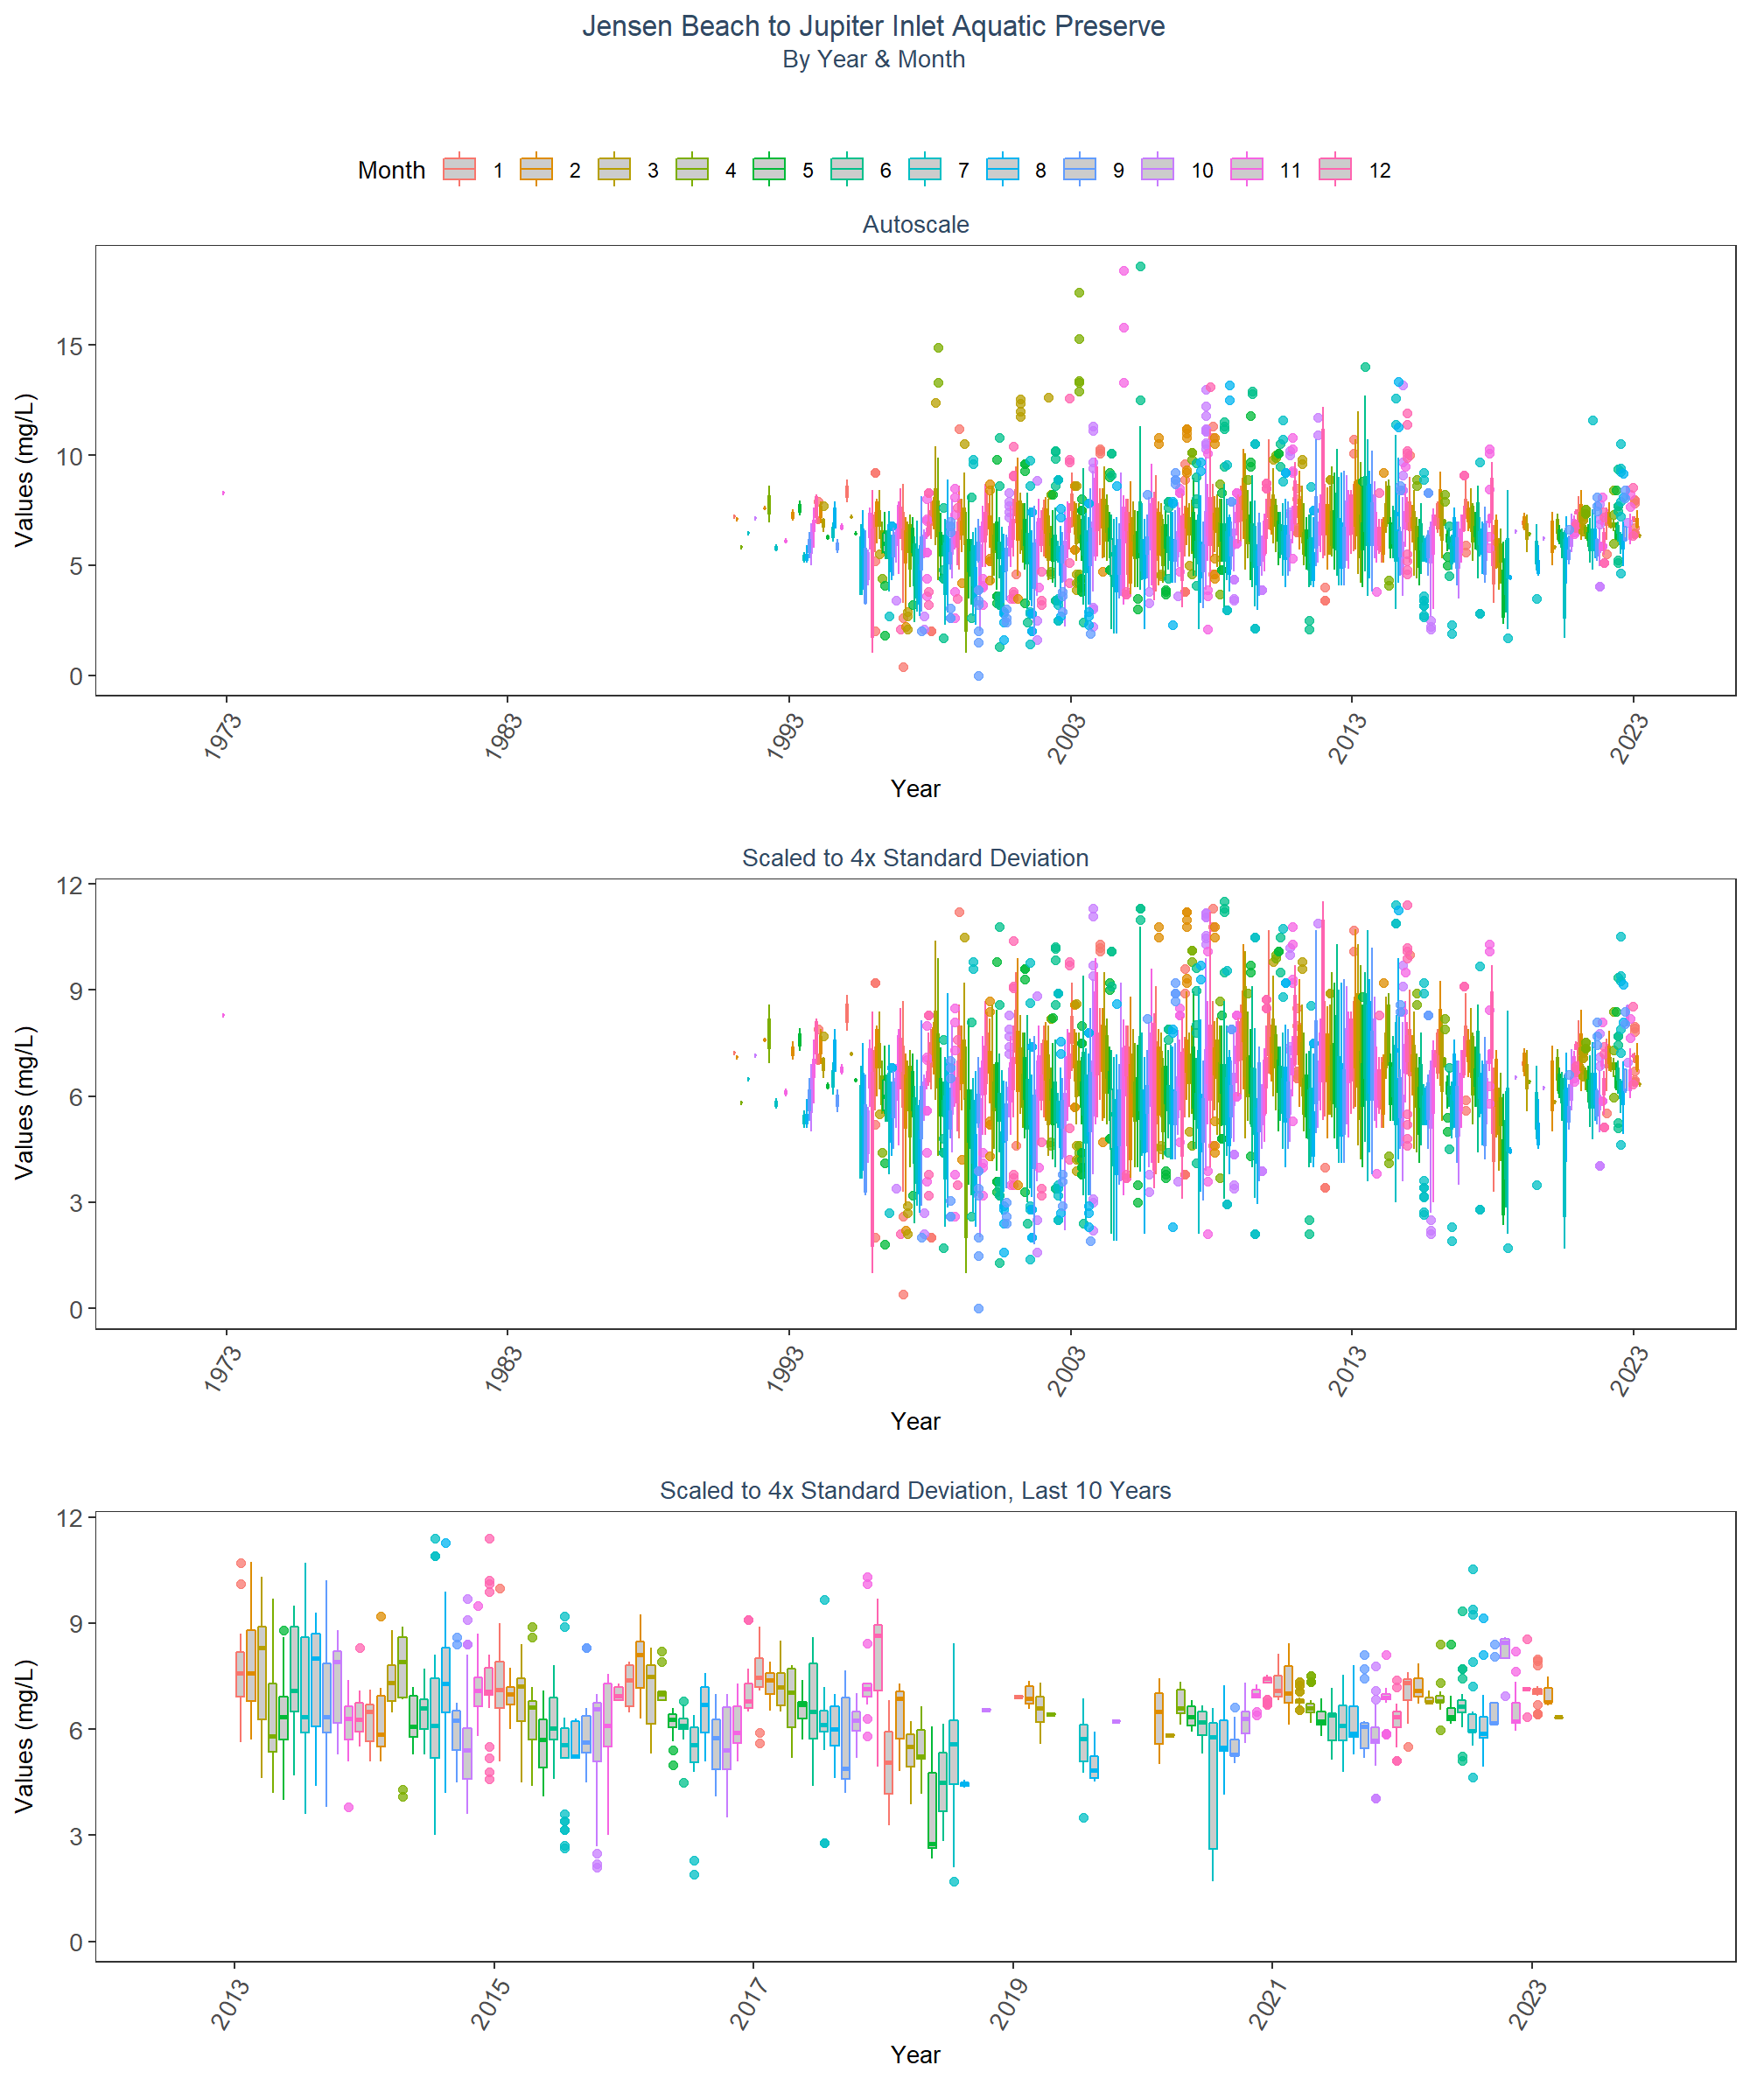 Jensen Beach to Jupiter Inlet Aquatic Preserve
By Year & Month
Month 1 2 3 4 5 6 7 8 9 10 11 12
Autoscale
Values (mg/L)
15
10
5
0
1973 1983 1993 2003 2013 2023
Year
Scaled to 4x Standard Deviation
Values (mg/L)
12
9
6
3
0
1973 1983 1993 2003 2013 2023
Year
Scaled to 4x Standard Deviation, Last 10 Years
Values (mg/L)
12
9
6
3
0
2013 2015 2017 2019 2021 2023
Year